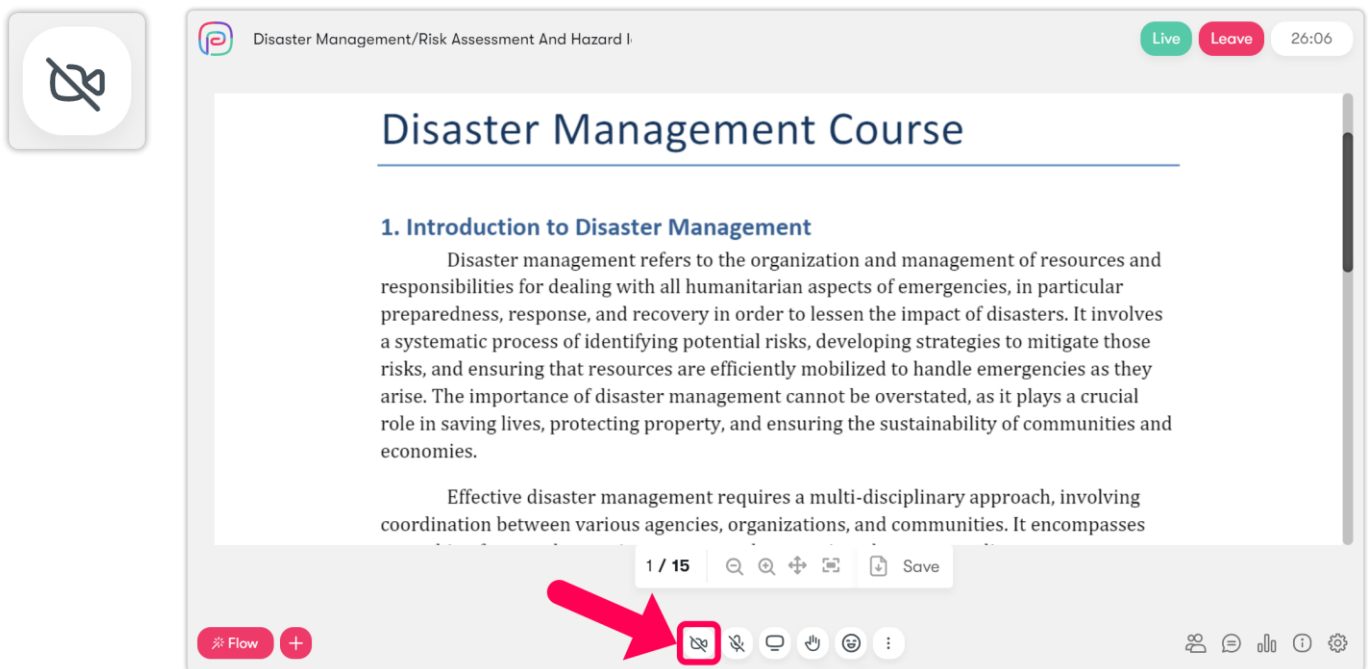 Disaster Management/Risk Assessment And Hazard
Live
Leave
26:06
Disaster Management Course
1. Introduction to Disaster Management
Disaster management refers to the organization and management of resources and
responsibilities for dealing with all humanitarian aspects of emergencies, in particular
preparedness, response, and recovery in order to lessen the impact of disasters. It involves
a systematic process of identifying potential risks, developing strategies to mitigate those
risks, and ensuring that resources are efficiently mobilized to handle emergencies as they
arise. The importance of disaster management cannot be overstated, as it plays a crucial
role in saving lives, protecting property, and ensuring the sustainability of communities and
economies.
Effective disaster management requires a multi-disciplinary approach, involving
coordination between various agencies, organizations, and communities. It encompasses
1 / 15
Save
Flow